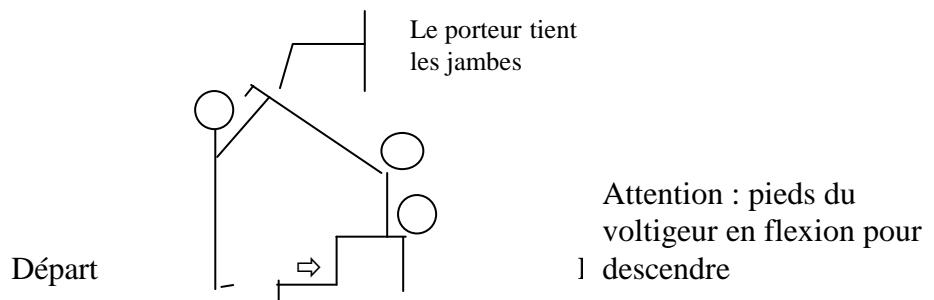 Le porteur tient
les jambes
Attention : pieds du
voltigeur en flexion pour
Départ
descendre